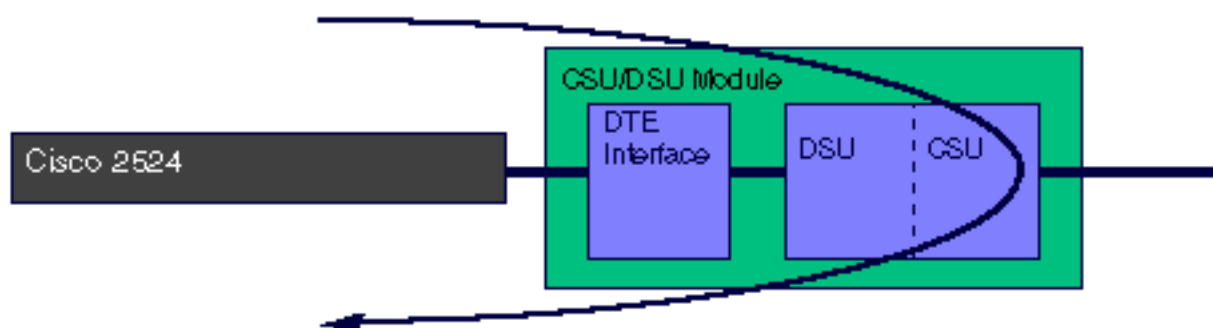 CSU/DSU Module
DTE
Interface
DSU
CSU
Cisco 2524